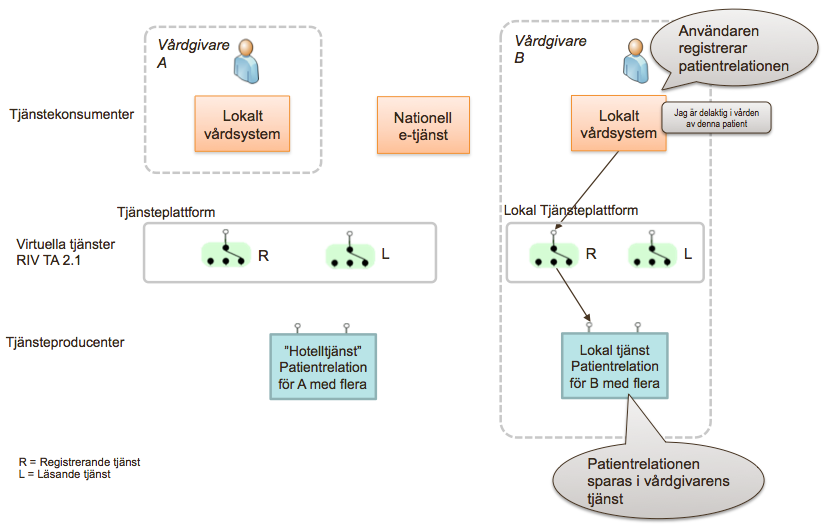 Vårdgivare
A
Vårdgivare
B
Användaren
registrerar
patientrelationen
Tjänstekonsumenter
Lokalt
vårdsystem
Nationell
e-tjänst
Lokalt
vårdsystem
Jag är delaktig i vården
av denna patient
Tjänsteplattform
Lokal Tjänsteplattform
Virtuella tjänster
RIV TA 2.1
R
L
R
L
Tjänsteproducenter
”Hotelltjänst”
Patientrelation
för A med flera
Lokal tjänst
Patientrelation
för B med flera
R = Registrerande tjänst
L = Läsande tjänst
Patientrelationen
sparas i vårdgivarens
tjänst